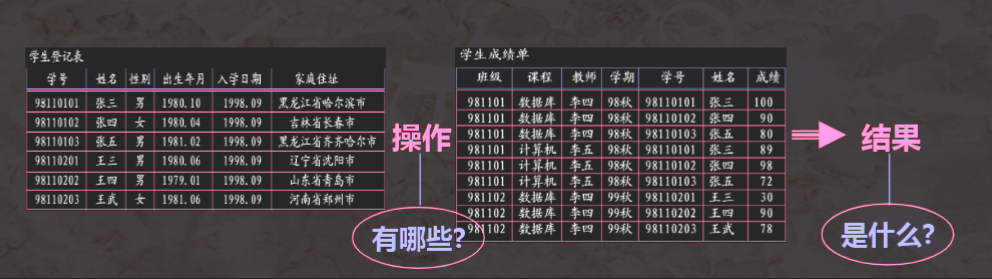 学生登记表
学号 姓名 性别 出生年月 入学日期 家庭住址
98110101 张三 男 1980.10 1998.09 黑龙江省哈尔滨市
98110102 张四 女 1980.04 1998.09 吉林省长春市
98110103 张五 男 1981.02 1998.09 黑龙江省齐齐哈尔市
98110201 王三 男 1980.06 1998.09 辽宁省沈阳市
98110202 王四 男 1979.01 1998.09 山东省青岛市
98110203 王武 女 1981.06 1998.09 河南省郑州市
操作
有哪些?
学生成绩单
班级 课程 教师 学期 学号 姓名 成绩
981101 数据库 李四 98秋 98110101 张三 100
981101 数据库 李四 98秋 98110102 张四 90
981101 数据库 李四 98秋 98110103 张五 80
981101 计算机 李五 98秋 98110101 张三 89
981101 计算机 李五 98秋 98110102 张四 98
981101 计算机 李五 98秋 98110103 张五 72
981102 数据库 李四 99秋 98110201 王三 30
981102 数据库 李四 99秋 98110202 王四 90
981102 数据库 李四 99秋 98110203 王武 78
结果
是什么?